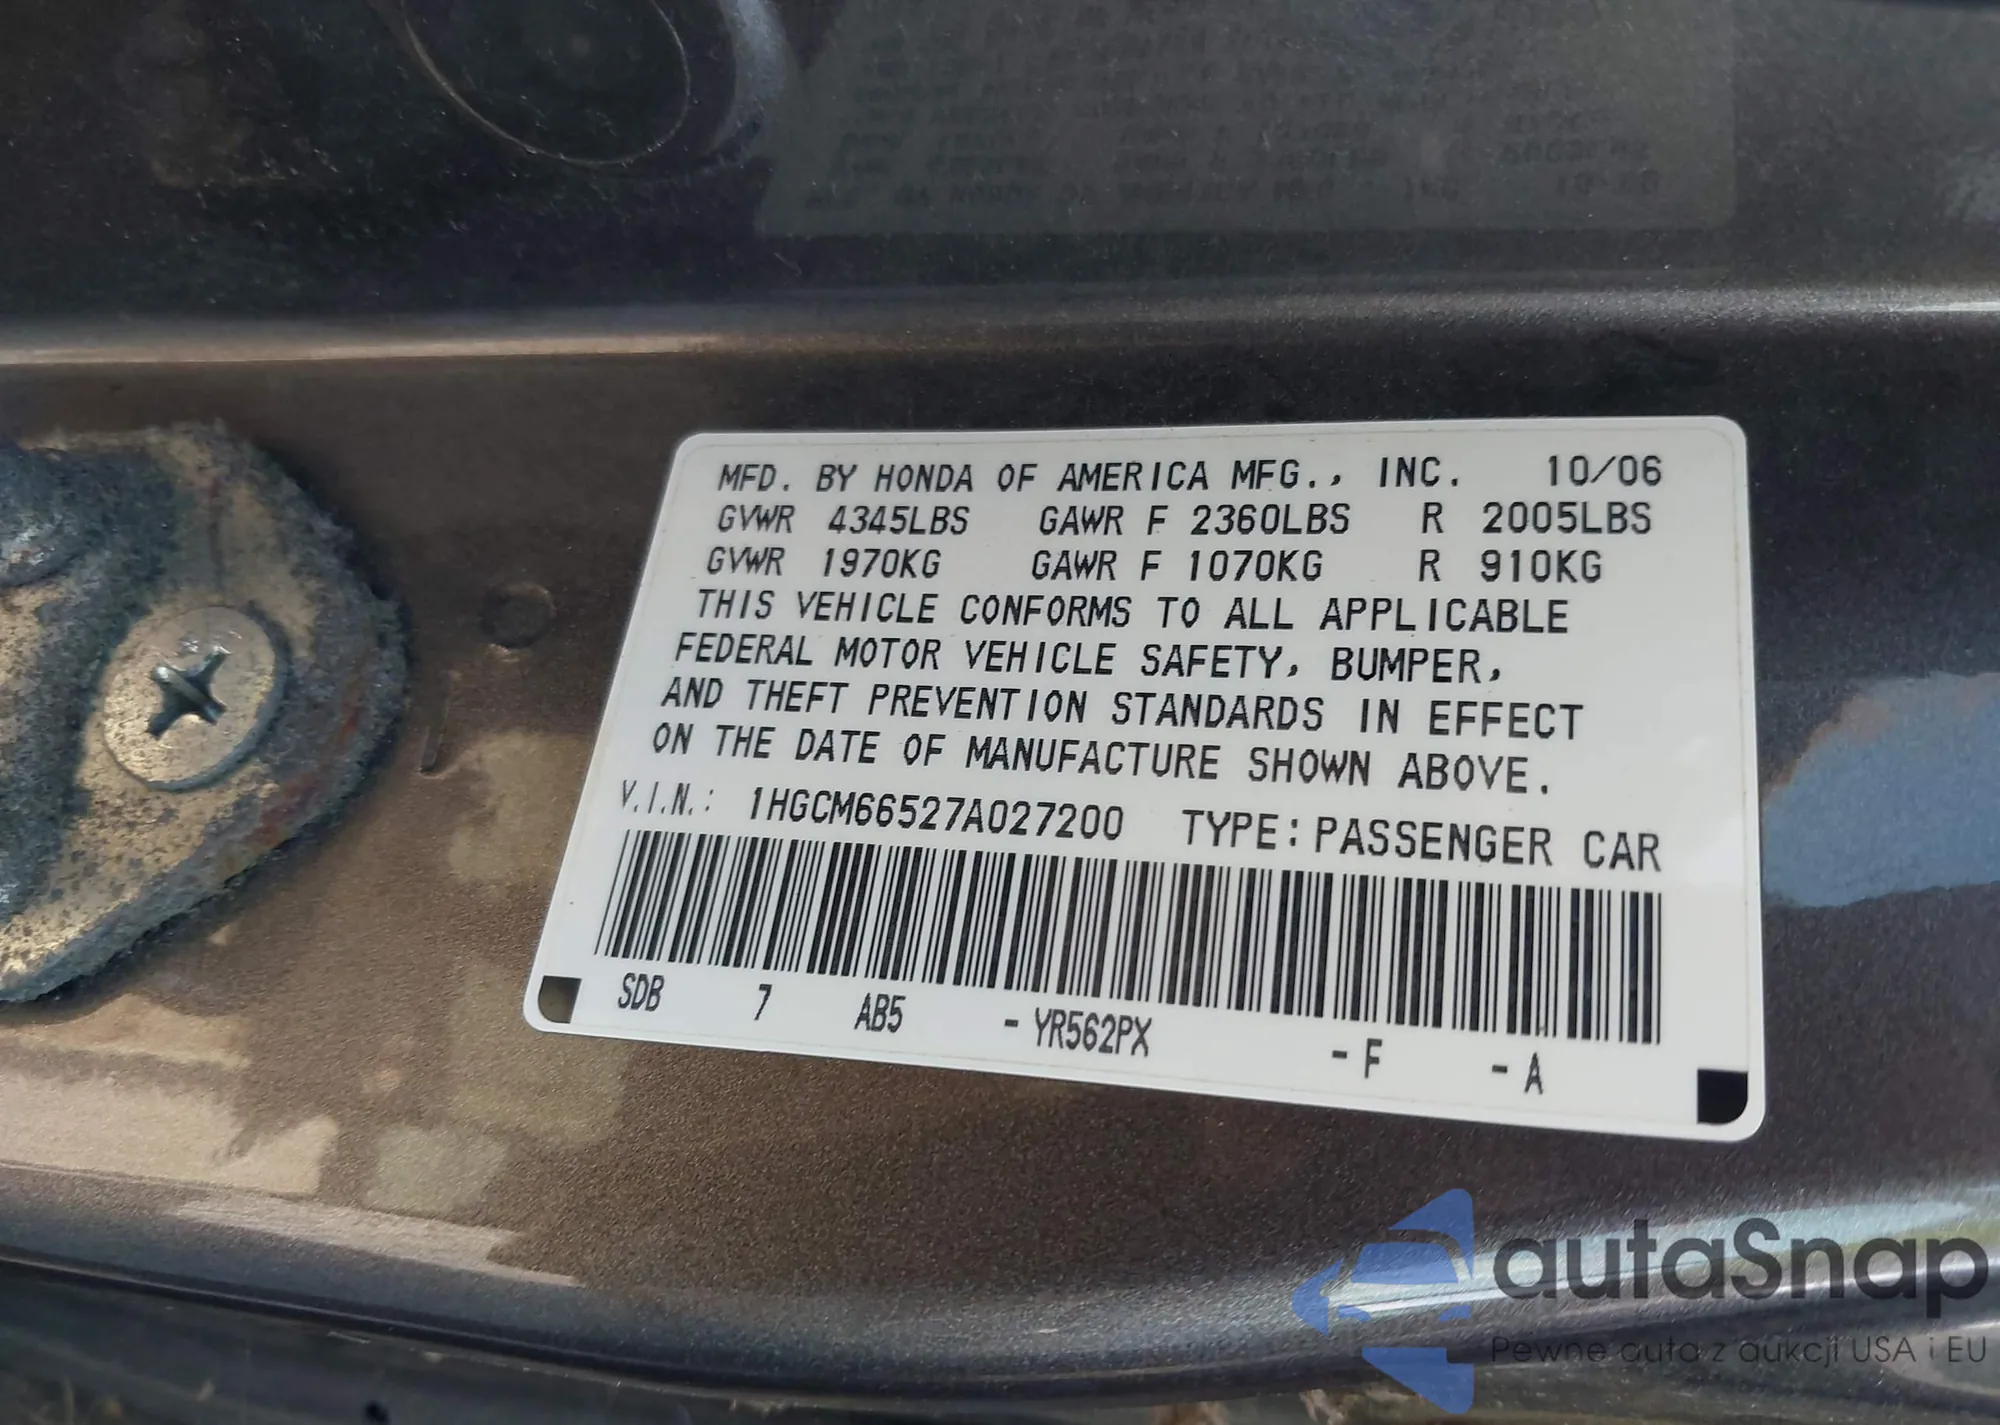 MFD. BY HONDA OF AMERICA MFG., INC. 10/06
GVWR 4345LBS GAWR F 2360LBS R 2005LBS
GVWR 1970KG GAWR F 1070KG R 910KG
THIS VEHICLE CONFORMS TO ALL APPLICABLE
FEDERAL MOTOR VEHICLE SAFETY, BUMPER,
AND THEFT PREVENTION STANDARDS IN EFFECT
ON THE DATE OF MANUFACTURE SHOWN ABOVE.
V.I.N.: 1HGCM66527A027200 TYPE: PASSENGER CAR
SDB 7 AB5 - YR562PX - F - A
autaSnap
Pewne auta z aukcji USA i EU